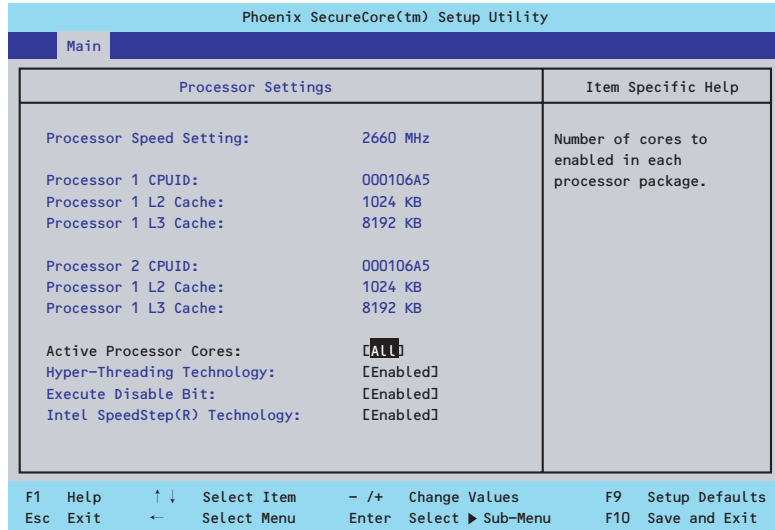 Phoenix SecureCore(tm) Setup Utility
Main
Processor Settings
Processor Speed Setting: 2660 MHz
Processor 1 CPUID: 000106A5
Processor 1 L2 Cache: 1024 KB
Processor 1 L3 Cache: 8192 KB
Processor 2 CPUID: 000106A5
Processor 1 L2 Cache: 1024 KB
Processor 1 L3 Cache: 8192 KB
Active Processor Cores: [All]
Hyper-Threading Technology: [Enabled]
Execute Disable Bit: [Enabled]
Intel SpeedStep(R) Technology: [Enabled]
Item Specific Help
Number of cores to
enabled in each
processor package.
F1 Help ↑↓ Select Item - /+ Change Values F9 Setup Defaults
Esc Exit ← Select Menu Enter Select ▶ Sub-Menu F10 Save and Exit